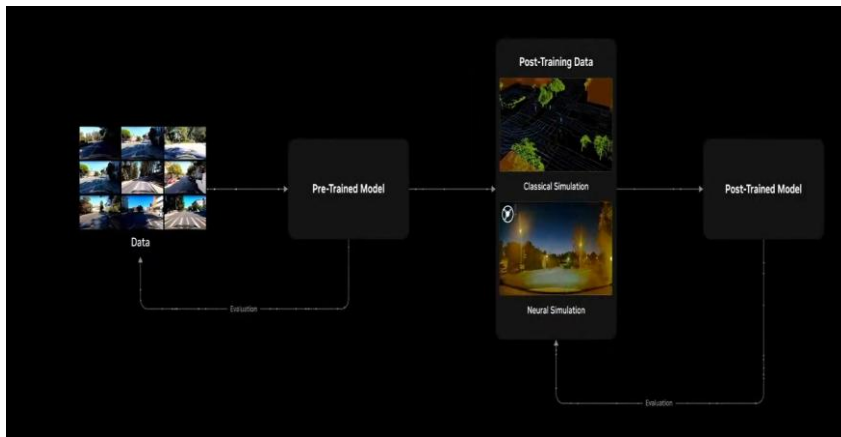 Post-Training Data
Pre-Trained Model
Classical Simulation
Post-Trained Model
Data
Evaluation
Neural Simulation
Evaluation